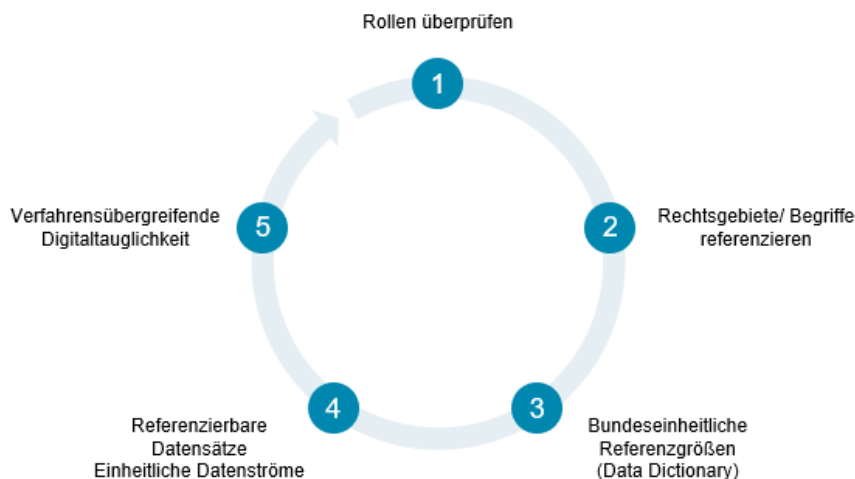 Rollen überprüfen
1
2
Rechtsgebiete/ Begriffe
referenzieren
3
Bundeseinheitliche
Referenzgrößen
(Data Dictionary)
4
Referenzierbare
Datensätze
Einheitliche Datenströme
5
Verfahrensübergreifende
Digitaltauglichkeit